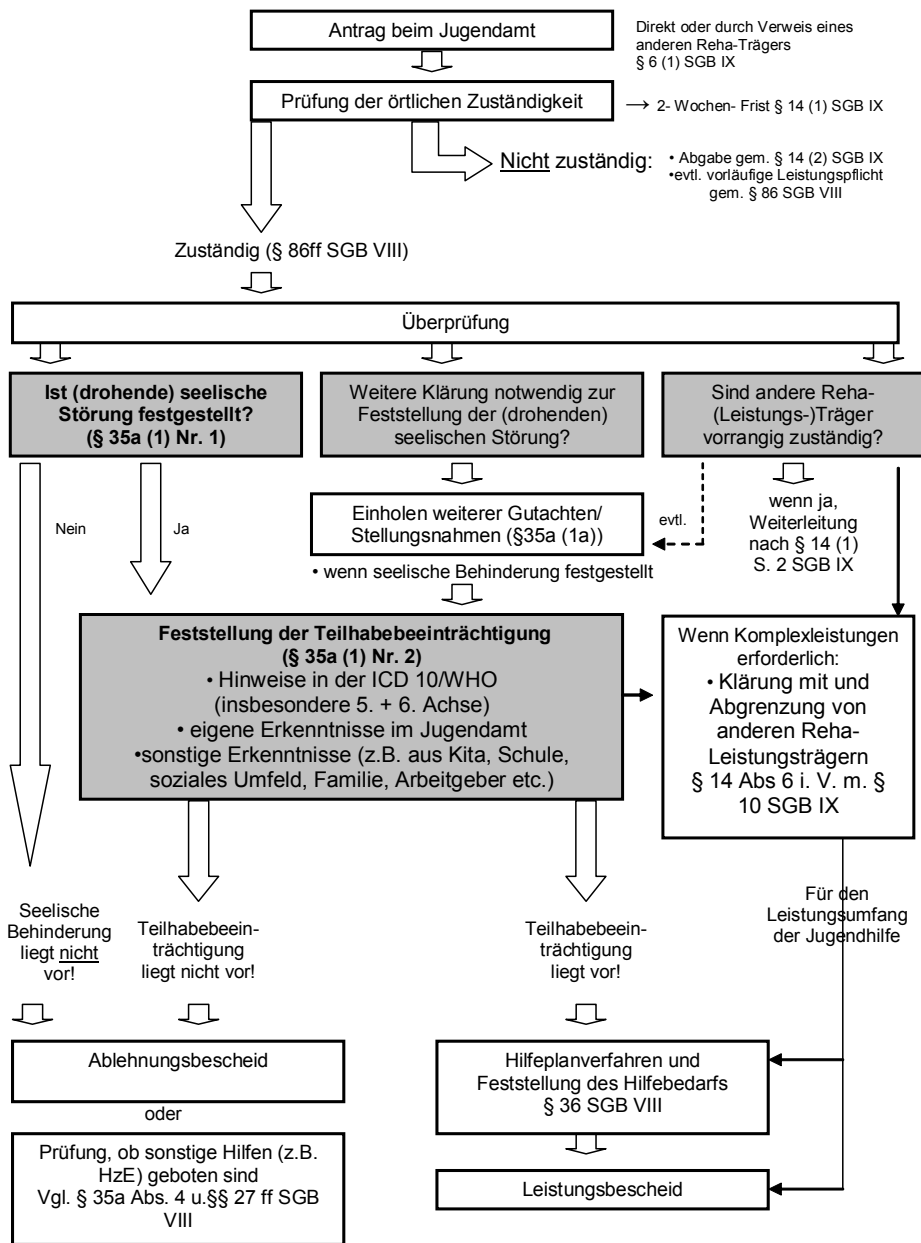 Antrag beim Jugendamt
Direkt oder durch Verweis eines
anderen Reha-Trägers
§ 6 (1) SGB IX
Prüfung der örtlichen Zuständigkeit
→ 2- Wochen- Frist § 14 (1) SGB IX
Nicht zuständig:
• Abgabe gem. § 14 (2) SGB IX
•evtl. vorläufige Leistungspflicht
gem. § 86 SGB VIII
Zuständig (§ 86ff SGB VIII)
Überprüfung
Ist (drohende) seelische
Störung festgestellt?
(§ 35a (1) Nr. 1)
Weitere Klärung notwendig zur
Feststellung der (drohenden)
seelischen Störung?
Sind andere Reha-
(Leistungs-)Träger
vorrangig zuständig?
Nein
Ja
Einholen weiterer Gutachten/
Stellungsnahmen (§35a (1a))
evtl.
wenn ja,
Weiterleitung
nach § 14 (1)
S. 2 SGB IX
• wenn seelische Behinderung festgestellt
Feststellung der Teilhabebeeinträchtigung
(§ 35a (1) Nr. 2)
• Hinweise in der ICD 10/WHO
(insbesondere 5. + 6. Achse)
• eigene Erkenntnisse im Jugendamt
•sonstige Erkenntnisse (z.B. aus Kita, Schule,
soziales Umfeld, Familie, Arbeitgeber etc.)
Wenn Komplexleistungen
erforderlich:
• Klärung mit und
Abgrenzung von
anderen Reha-
Leistungsträgern
§ 14 Abs 6 i. V. m. §
10 SGB IX
Seelische
Behinderung
liegt nicht
vor!
Teilhabebeein-
trächtigung
liegt nicht vor!
Teilhabebeein-
trächtigung
liegt vor!
Für den
Leistungsumfang
der Jugendhilfe
Ablehnungsbescheid
oder
Prüfung, ob sonstige Hilfen (z.B.
HzE) geboten sind
Vgl. § 35a Abs. 4 u.§§ 27 ff SGB
VIII
Hilfeplanverfahren und
Feststellung des Hilfebedarfs
§ 36 SGB VIII
Leistungsbescheid